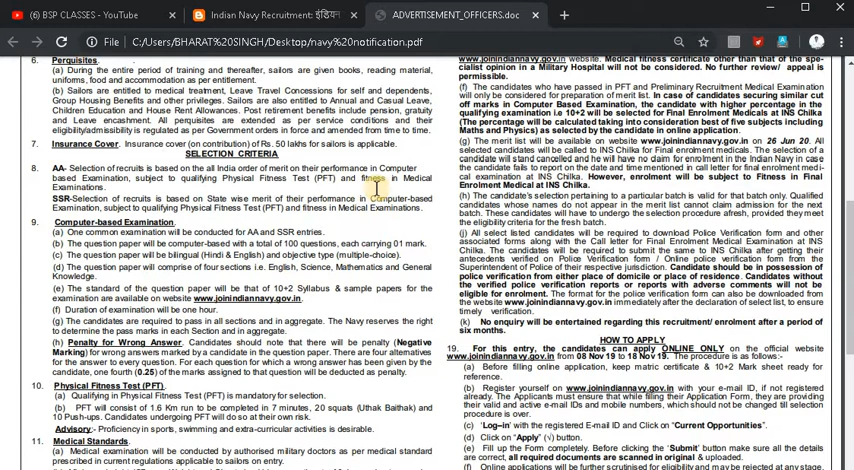 (6) BSP CLASSES - YouTube
Indian Navy Recruitment: इंडियन
ADVERTISEMENT_OFFICERS.doc
File
C:/Users/BHARAT%20SINGH/Desktop/navy%20notification.pdf
6. Perquisites.
(a) During the entire period of training and thereafter, sailors are given books, reading material,
uniforms, food and accommodation as per entitlement.
(b) Sailors are entitled to medical treatment, Leave Travel Concessions for self and dependents,
Group Housing Benefits and other privileges. Sailors are also entitled to Annual and Casual Leave,
Children Education and House Rent Allowances. Post retirement benefits include pension, gratuity
and Leave encashment. All perquisites are extended as per service conditions and their
eligibility/admissibility is regulated as per Government orders in force and amended from time to time.
7. Insurance Cover. Insurance cover (on contribution) of Rs. 50 lakhs for sailors is applicable.
SELECTION CRITERIA
8. AA- Selection of recruits is based on the all India order of merit on their performance in Computer
based Examination, subject to qualifying Physical Fitness Test (PFT) and fitness in Medical
Examinations.
SSR-Selection of recruits is based on State wise merit of their performance in Computer-based
Examination, subject to qualifying Physical Fitness Test (PFT) and fitness in Medical Examinations.
9. Computer-based Examination.
(a) One common examination will be conducted for AA and SSR entries.
(b) The question paper will be computer-based with a total of 100 questions, each carrying 01 mark.
(c) The question paper will be bilingual (Hindi & English) and objective type (multiple-choice).
(d) The question paper will comprise of four sections i.e. English, Science, Mathematics and General
Knowledge.
(e) The standard of the question paper will be that of 10+2 Syllabus & sample papers for the
examination are available on website www.joinindiannavy.gov.in.
(f) Duration of examination will be one hour.
(g) The candidates are required to pass in all sections and in aggregate. The Navy reserves the right
to determine the pass marks in each Section and in aggregate.
(h) Penalty for Wrong Answer. Candidates should note that there will be penalty (Negative
Marking) for wrong answers marked by a candidate in the question paper. There are four alternatives
for the answer to every question. For each question for which a wrong answer has been given by the
candidate, one fourth (0.25) of the marks assigned to that question will be deducted as penalty.
10. Physical Fitness Test (PFT).
(a) Qualifying in Physical Fitness Test (PFT) is mandatory for selection.
(b) PFT will consist of 1.6 Km run to be completed in 7 minutes, 20 squats (Uthak Baithak) and
10 Push-ups. Candidates undergoing PFT will do so at their own risk.
Advisory:- Proficiency in sports, swimming and extra-curricular activities is desirable.
11. Medical Standards.
(a) Medical examination will be conducted by authorised military doctors as per medical standard
prescribed in current regulations applicable to sailors on entry.
www.joinindiannavy.gov.in website. Medical fitness certificate other than that of the spe-
cialist opinion in a Military Hospital will not be considered. No further review/ appeal is
permissible.
(f) The candidates who have passed in PFT and Preliminary Recruitment Medical Examination
will only be considered for preparation of merit list. In case of candidates securing similar cut
off marks in Computer Based Examination, the candidate with higher percentage in the
qualifying examination i.e 10+2 will be selected for Final Enrolment Medicals at INS Chilka
(The percentage will be calculated taking into consideration best of five subjects including
Maths and Physics) as selected by the candidate in online application.
(g) The merit list will be available on website www.joinindiannavy.gov.in on 26 Jun 20. All
selected candidates will be called to INS Chilka for Final enrolment medicals. The selection of a
candidate will stand cancelled and he will have no claim for enrolment in the Indian Navy in case
the candidate fails to report on the date and time mentioned in call letter for final enrolment medi-
cal examination at INS Chilka. However, enrolment will be subject to Fitness in Final
Enrolment Medical at INS Chilka.
(h) The candidate's selection pertaining to a particular batch is valid for that batch only. Qualified
candidates whose names do not appear in the merit list cannot claim admission for the next
batch. These candidates will have to undergo the selection procedure afresh, provided they meet
the eligibility criteria for the fresh batch.
(j) All select listed candidates will be required to download Police Verification form and other
associated forms along with the Call letter for Final Enrolment Medical Examination at INS
Chilka. The candidates will be required to submit the same to INS Chilka after getting their
antecedents verified on Police Verification form / Online police verification form from the
Superintendent of Police of their respective jurisdiction. Candidate should be in possession of
police verification from either place of domicile or place of residence. Candidates without
the verified police verification reports or reports with adverse comments will not be
eligible for enrolment. The format for the police verification form can also be downloaded from
the website www.joinindiannavy.gov.in immediately after the declaration of select list, to ensure
timely verification.
(k) No enquiry will be entertained regarding this recruitment/ enrolment after a period of
six months.
HOW TO APPLY
19. For this entry, the candidates can apply ONLINE ONLY on the official website
www.joinindiannavy.gov.in from 08 Nov 19 to 18 Nov 19. The procedure is as follows:-
(a) Before filling online application, keep matric certificate & 10+2 Mark sheet ready for
reference.
(b) Register yourself on www.joinindiannavy.gov.in with your e-mail ID, if not registered
already. The Applicants must ensure that while filling their Application Form, they are providing
their valid and active e-mail IDs and mobile numbers, which should not be changed till selection
procedure is over.
(c) 'Log–in' with the registered E-mail ID and Click on "Current Opportunities".
(d) Click on "Apply" (√) button.
(e) Fill up the Form completely. Before clicking the 'Submit' button make sure all the details
are correct, all required documents are scanned in original & uploaded.
(f) Online applications will be further scrutinised for eligibility and may be rejected at any stage,